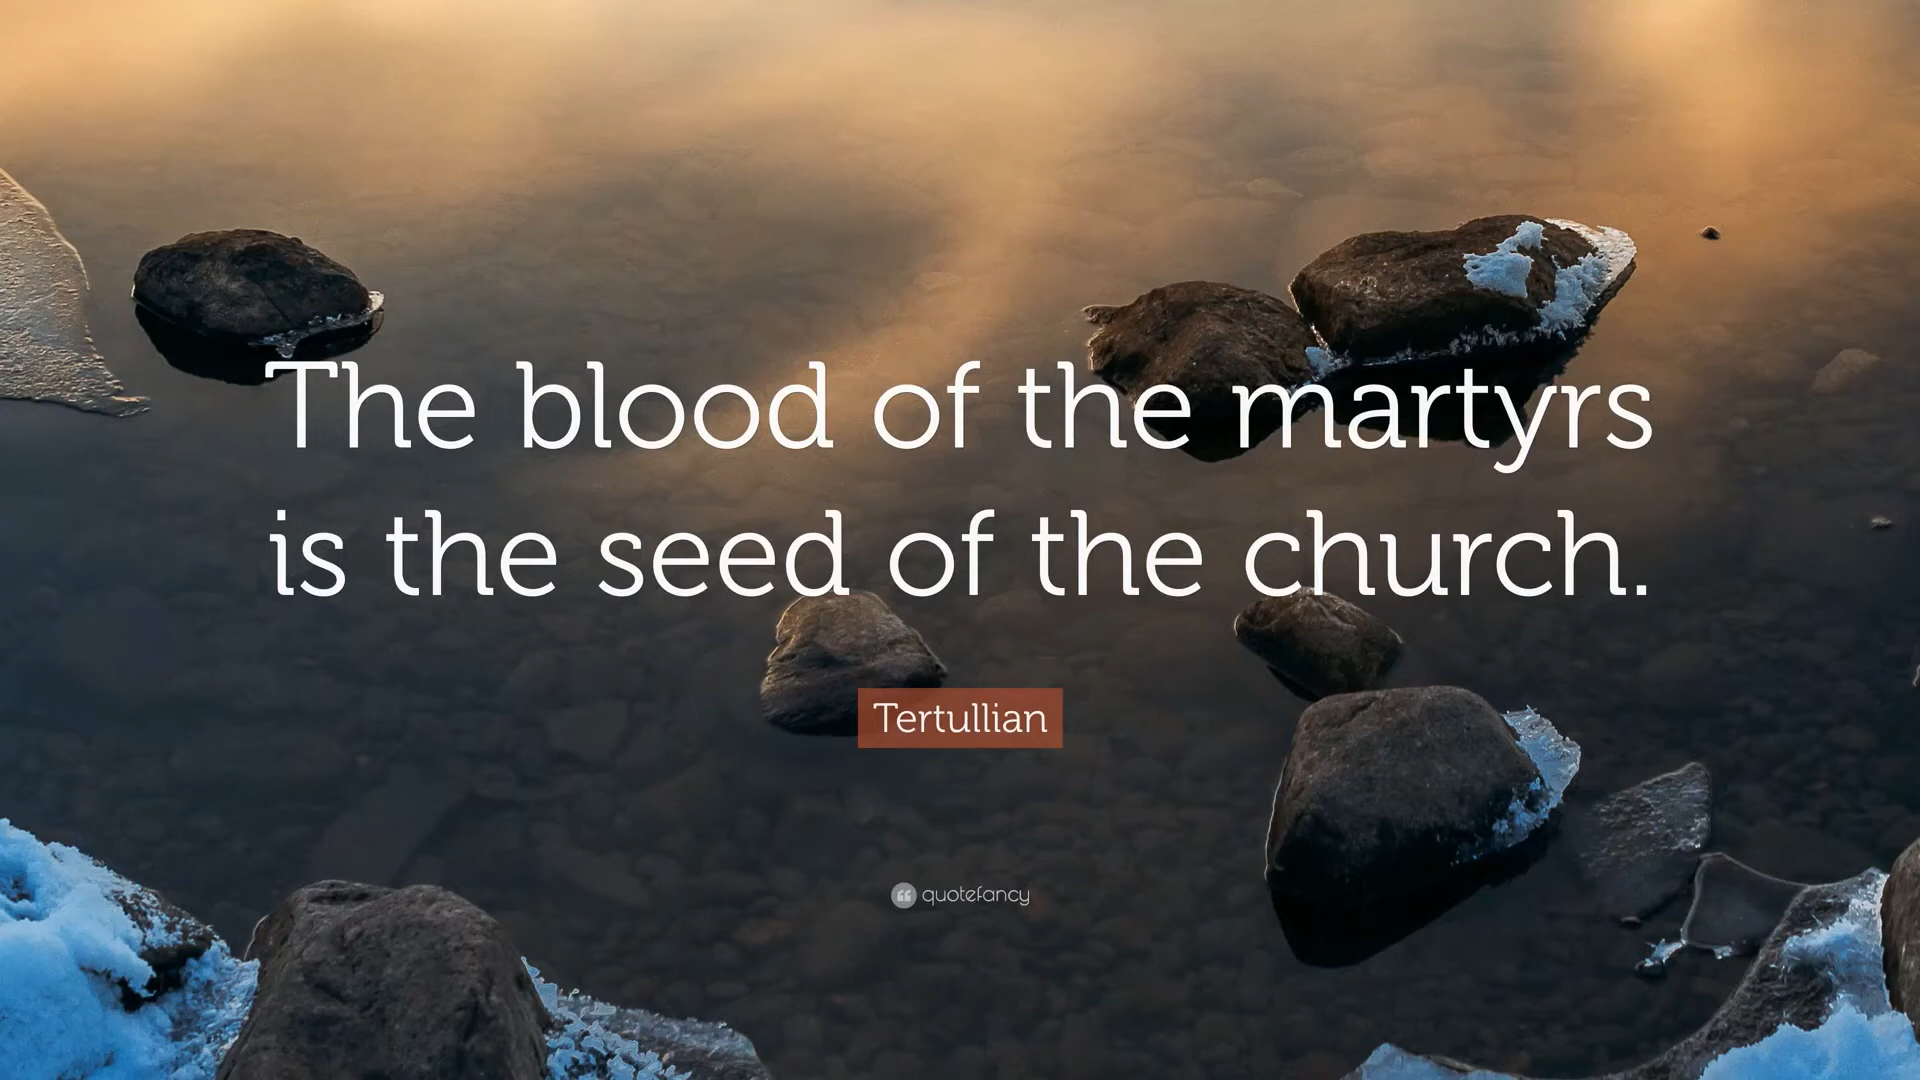 The blood of the martyrs
is the seed of the church.
Tertullian
quotefancy